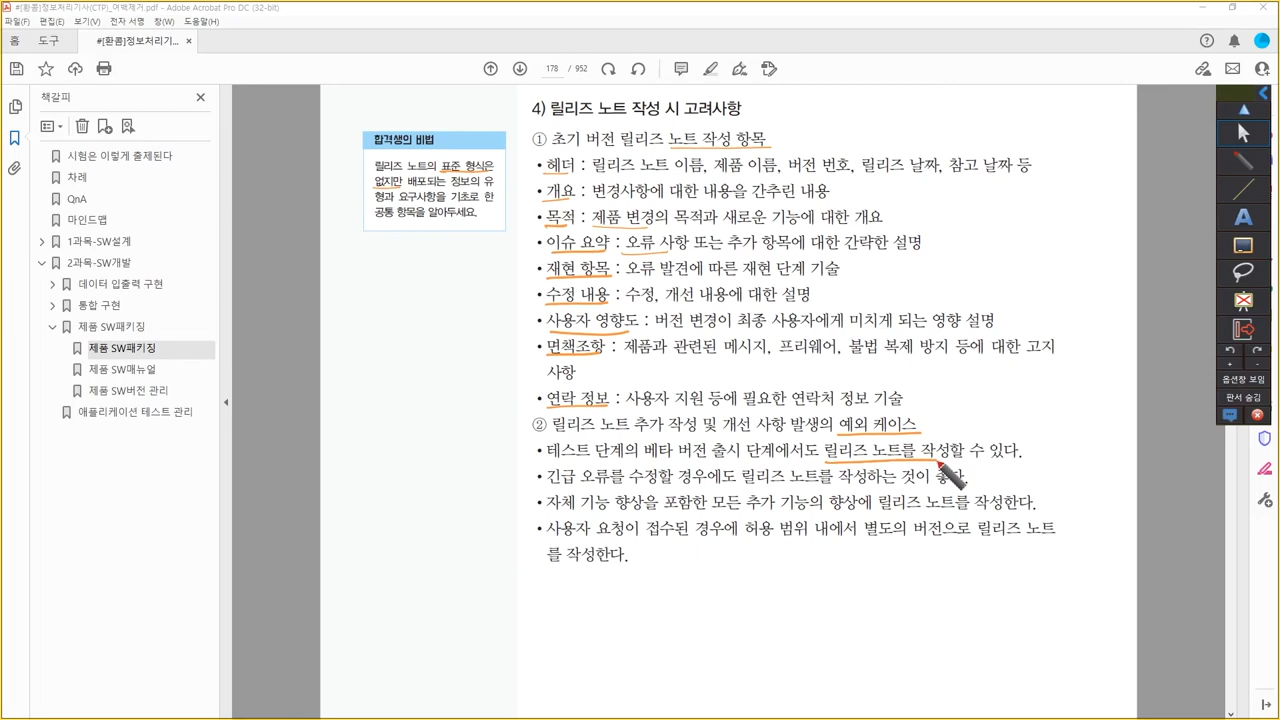 #[환콩]정보처리기사(CTP)_여백제거.pdf - Adobe Acrobat Pro DC (32-bit)
파일(F) 편집(E) 보기(V) 전자 서명 창(W) 도움말(H)
홈 도구 #[환콩]정보처리기... ×
178 / 952
책갈피
시험은 이렇게 출제된다
차례
QnA
마인드맵
1과목-SW설계
2과목-SW개발
데이터 입출력 구현
통합 구현
제품 SW패키징
제품 SW패키징
제품 SW매뉴얼
제품 SW버전 관리
애플리케이션 테스트 관리
합격생의 비법
릴리즈 노트의 표준 형식은
없지만 배포되는 정보의 유
형과 요구사항을 기초로 한
공통 항목을 알아두세요.
4) 릴리즈 노트 작성 시 고려사항
① 초기 버전 릴리즈 노트 작성 항목
• 헤더 : 릴리즈 노트 이름, 제품 이름, 버전 번호, 릴리즈 날짜, 참고 날짜 등
• 개요 : 변경사항에 대한 내용을 간추린 내용
• 목적 : 제품 변경의 목적과 새로운 기능에 대한 개요
• 이슈 요약 : 오류 사항 또는 추가 항목에 대한 간략한 설명
• 재현 항목 : 오류 발견에 따른 재현 단계 기술
• 수정 내용 : 수정, 개선 내용에 대한 설명
• 사용자 영향도 : 버전 변경이 최종 사용자에게 미치게 되는 영향 설명
• 면책조항 : 제품과 관련된 메시지, 프리웨어, 불법 복제 방지 등에 대한 고지
사항
• 연락 정보 : 사용자 지원 등에 필요한 연락처 정보 기술
② 릴리즈 노트 추가 작성 및 개선 사항 발생의 예외 케이스
• 테스트 단계의 베타 버전 출시 단계에서도 릴리즈 노트를 작성할 수 있다.
• 긴급 오류를 수정할 경우에도 릴리즈 노트를 작성하는 것이 좋다.
• 자체 기능 향상을 포함한 모든 추가 기능의 향상에 릴리즈 노트를 작성한다.
• 사용자 요청이 접수된 경우에 허용 범위 내에서 별도의 버전으로 릴리즈 노트
를 작성한다.
A
옵션창 보임
판서 숨김